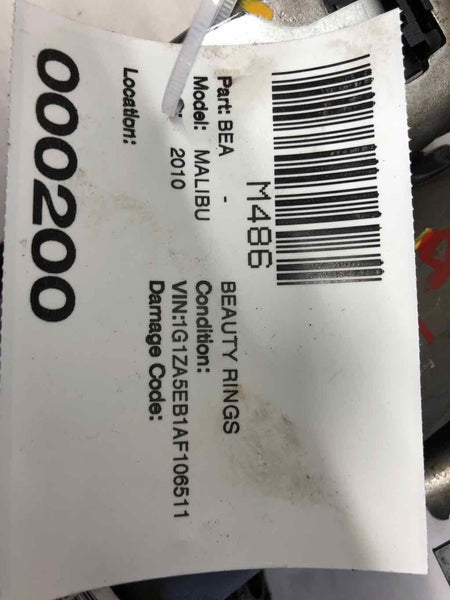 M486
Part: BEA - BEAUTY RINGS
Model: MALIBU Condition:
2010 VIN:1G1ZA5EB1AF106511
Damage Code:
Location:
000200